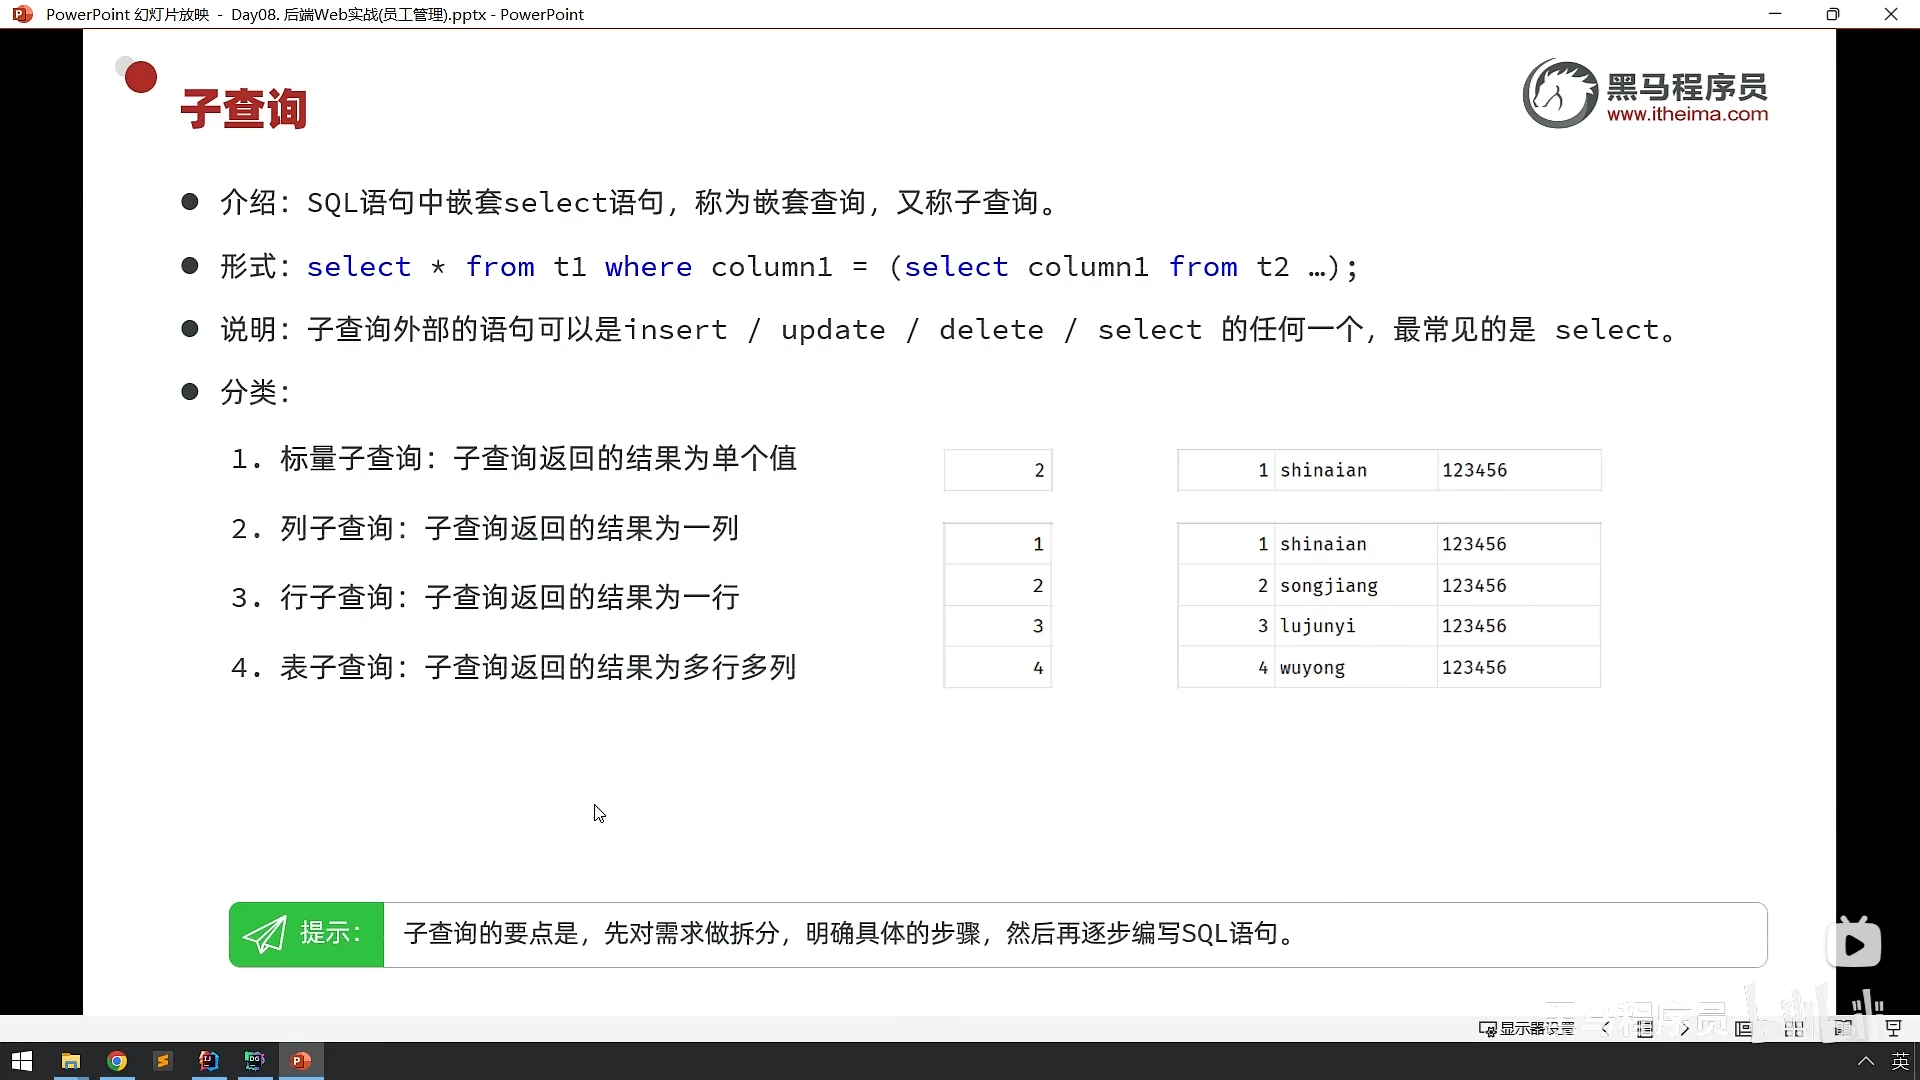 PowerPoint 幻灯片放映 - Day08. 后端Web实战(员工管理).pptx - PowerPoint
子查询
黑马程序员
www.itheima.com
介绍：SQL语句中嵌套select语句，称为嵌套查询，又称子查询。
形式：select * from t1 where column1 = (select column1 from t2 …);
说明：子查询外部的语句可以是insert / update / delete / select 的任何一个，最常见的是 select。
分类：
1. 标量子查询：子查询返回的结果为单个值
2. 列子查询：子查询返回的结果为一列
3. 行子查询：子查询返回的结果为一行
4. 表子查询：子查询返回的结果为多行多列
2
1
2
3
4
1 shinaian 123456
1 shinaian 123456
2 songjiang 123456
3 lujunyi 123456
4 wuyong 123456
提示：
子查询的要点是，先对需求做拆分，明确具体的步骤，然后再逐步编写SQL语句。
黑马程序员
显示器设置
英